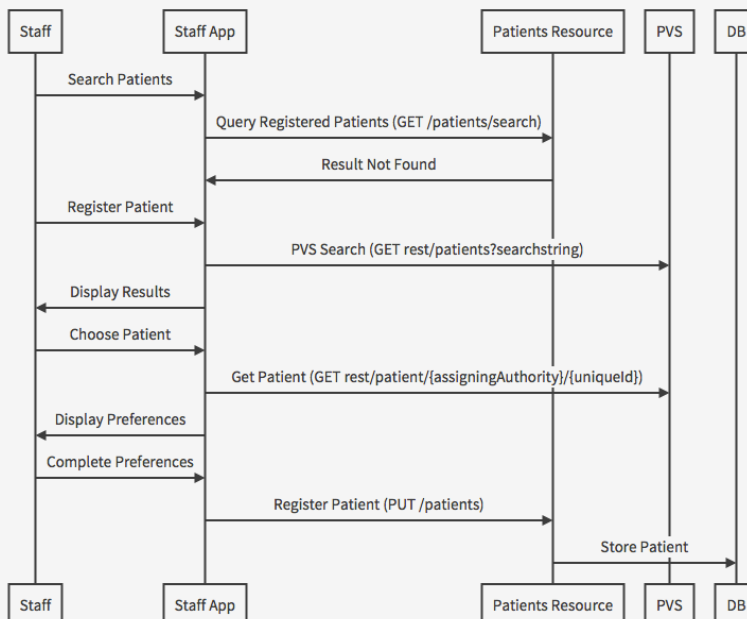 Staff
Staff App
Patients Resource
PVS
DB
Search Patients
Query Registered Patients (GET /patients/search)
Result Not Found
Register Patient
PVS Search (GET rest/patients?searchstring)
Display Results
Choose Patient
Get Patient (GET rest/patient/{assigningAuthority}/{uniqueId})
Display Preferences
Complete Preferences
Register Patient (PUT /patients)
Store Patient
Staff
Staff App
Patients Resource
PVS
DB